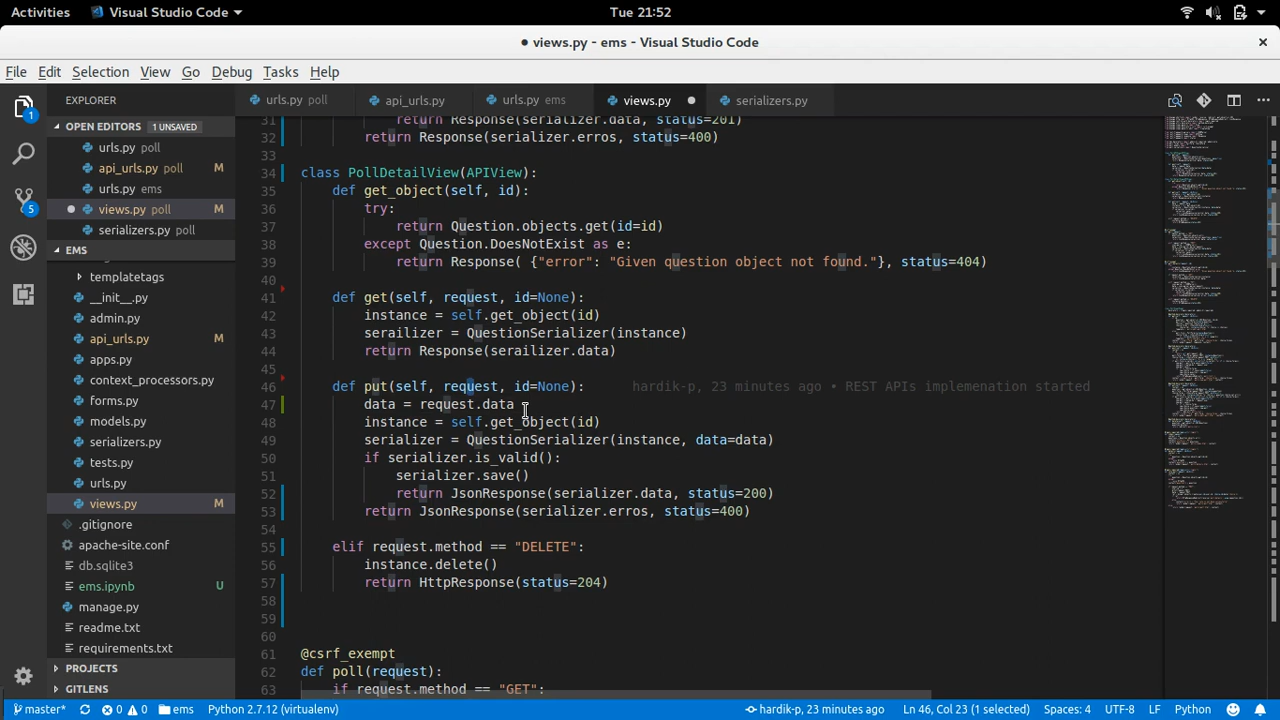 Activities Visual Studio Code Tue 21:52
● views.py - ems - Visual Studio Code
File Edit Selection View Go Debug Tasks Help
EXPLORER
OPEN EDITORS 1 UNSAVED
urls.py poll
api_urls.py poll M
urls.py ems
views.py poll M
serializers.py poll
EMS
templatetags
__init__.py
admin.py
api_urls.py M
apps.py
context_processors.py
forms.py
models.py
serializers.py
tests.py
urls.py
views.py M
.gitignore
apache-site.conf
db.sqlite3
ems.ipynb U
manage.py
readme.txt
requirements.txt
PROJECTS
GITLENS
1
5
urls.py poll api_urls.py urls.py ems views.py serializers.py
31 return Response(serializer.data, status=201)
32 return Response(serializer.erros, status=400)
33
34 class PollDetailView(APIView):
35 def get_object(self, id):
36 try:
37 return Question.objects.get(id=id)
38 except Question.DoesNotExist as e:
39 return Response( {"error": "Given question object not found."}, status=404)
40
41 def get(self, request, id=None):
42 instance = self.get_object(id)
43 serailizer = QuestionSerializer(instance)
44 return Response(serailizer.data)
45
46 def put(self, request, id=None): hardik-p, 23 minutes ago • REST APIs implemenation started
47 data = request.data
48 instance = self.get_object(id)
49 serializer = QuestionSerializer(instance, data=data)
50 if serializer.is_valid():
51 serializer.save()
52 return JsonResponse(serializer.data, status=200)
53 return JsonResponse(serializer.erros, status=400)
54
55 elif request.method == "DELETE":
56 instance.delete()
57 return HttpResponse(status=204)
58
59
60
61 @csrf_exempt
62 def poll(request):
63 if request.method == "GET":
master* 0 0 ems Python 2.7.12 (virtualenv) hardik-p, 23 minutes ago Ln 46, Col 23 (1 selected) Spaces: 4 UTF-8 LF Python